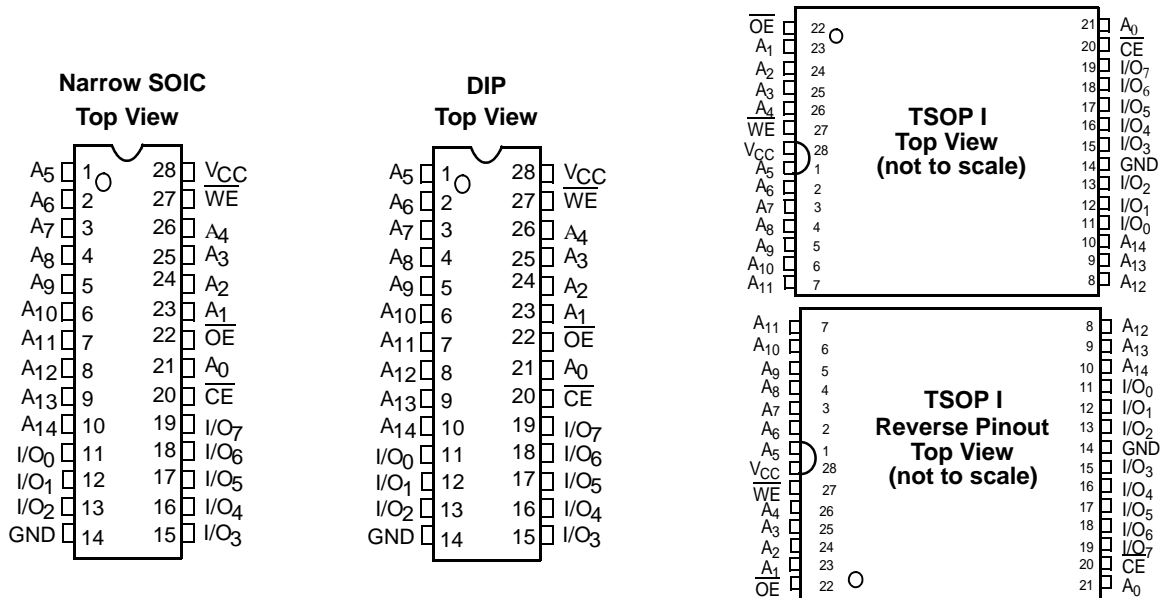 Narrow SOIC
Top View
A5 1 28 VCC
A6 2 27 W̅E̅
A7 3 26 A4
A8 4 25 A3
A9 5 24 A2
A10 6 23 A1
A11 7 22 O̅E̅
A12 8 21 A0
A13 9 20 C̅E̅
A14 10 19 I/O7
I/O0 11 18 I/O6
I/O1 12 17 I/O5
I/O2 13 16 I/O4
GND 14 15 I/O3
DIP
Top View
A5 1 28 VCC
A6 2 27 W̅E̅
A7 3 26 A4
A8 4 25 A3
A9 5 24 A2
A10 6 23 A1
A11 7 22 O̅E̅
A12 8 21 A0
A13 9 20 C̅E̅
A14 10 19 I/O7
I/O0 11 18 I/O6
I/O1 12 17 I/O5
I/O2 13 16 I/O4
GND 14 15 I/O3
TSOP I
Top View
(not to scale)
O̅E̅ 22 21 A0
A1 23 20 C̅E̅
A2 24 19 I/O7
A3 25 18 I/O6
A4 26 17 I/O5
W̅E̅ 27 16 I/O4
VCC 28 15 I/O3
A5 1 14 GND
A6 2 13 I/O2
A7 3 12 I/O1
A8 4 11 I/O0
A9 5 10 A14
A10 6 9 A13
A11 7 8 A12
TSOP I
Reverse Pinout
Top View
(not to scale)
A11 7 8 A12
A10 6 9 A13
A9 5 10 A14
A8 4 11 I/O0
A7 3 12 I/O1
A6 2 13 I/O2
A5 1 14 GND
VCC 28 15 I/O3
W̅E̅ 27 16 I/O4
A4 26 17 I/O5
A3 25 18 I/O6
A2 24 19 I/O7
A1 23 20 C̅E̅
O̅E̅ 22 21 A0